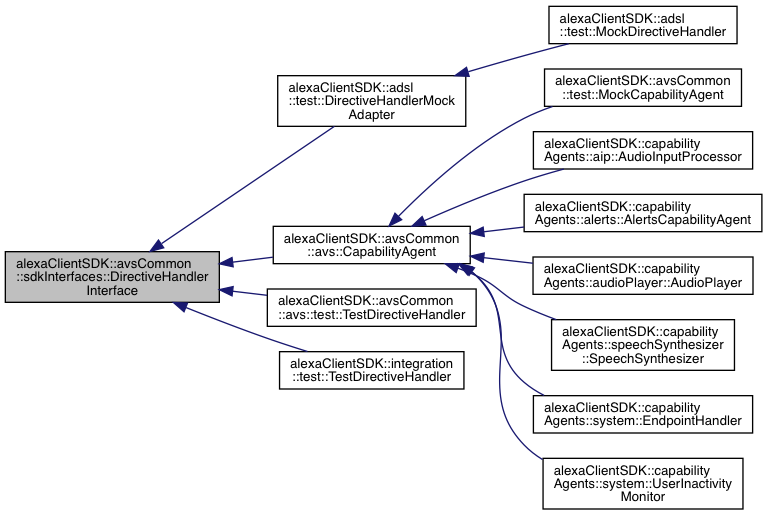 alexaClientSDK::adsl
::test::MockDirectiveHandler
alexaClientSDK::adsl
::test::DirectiveHandlerMock
Adapter
alexaClientSDK::avsCommon
::test::MockCapabilityAgent
alexaClientSDK::capability
Agents::aip::AudioInputProcessor
alexaClientSDK::capability
Agents::alerts::AlertsCapabilityAgent
alexaClientSDK::avsCommon
::avs::CapabilityAgent
alexaClientSDK::avsCommon
::sdkInterfaces::DirectiveHandler
Interface
alexaClientSDK::capability
Agents::audioPlayer::AudioPlayer
alexaClientSDK::avsCommon
::avs::test::TestDirectiveHandler
alexaClientSDK::capability
Agents::speechSynthesizer
::SpeechSynthesizer
alexaClientSDK::integration
::test::TestDirectiveHandler
alexaClientSDK::capability
Agents::system::EndpointHandler
alexaClientSDK::capability
Agents::system::UserInactivity
Monitor